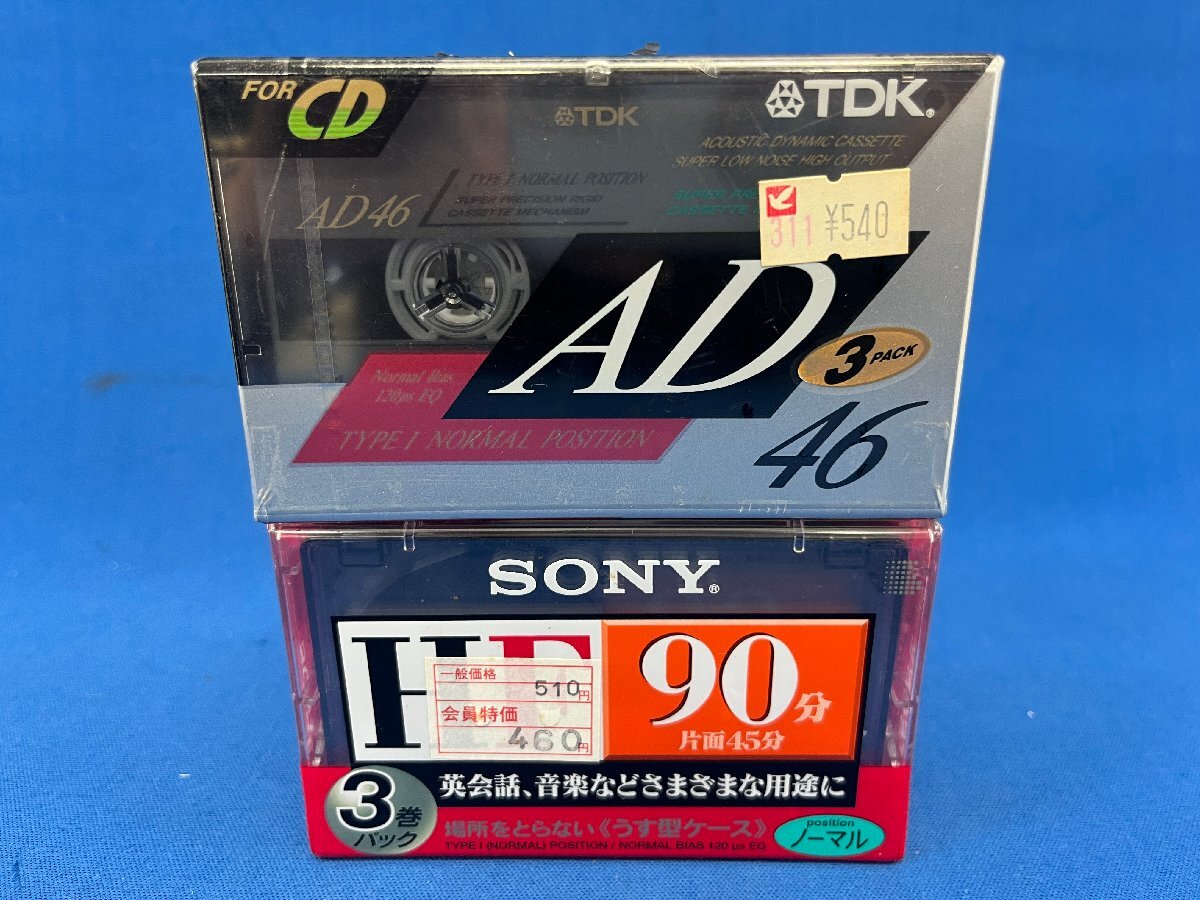 FOR CD
TDK
TDK®
ACOUSTIC DYNAMIC CASSETTE
SUPER LOW NOISE HIGH OUTPUT
AD46
TYPE I NORMAL POSITION
SUPER PRECISION RIGID
CASSETTE MECHANISM
SUPER PRE
CASSETTE
311 ¥540
AD
3 PACK
46
Normal Bias
120μs EQ
TYPE I NORMAL POSITION
SONY®
HF
90分
片面45分
一般価格
510円
会員特価
460円
英会話、音楽などさまざまな用途に
3巻パック
場所をとらない《うす型ケース》
position
ノーマル
TYPE I (NORMAL) POSITION / NORMAL BIAS 120 μs EQ